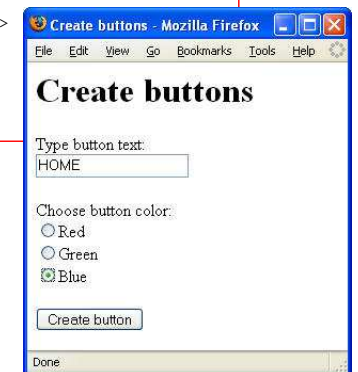 >
Create buttons - Mozilla Firefox
File Edit View Go Bookmarks Tools Help
Create buttons
Type button text:
HOME
Choose button color:
Red
Green
Blue
Create button
Done